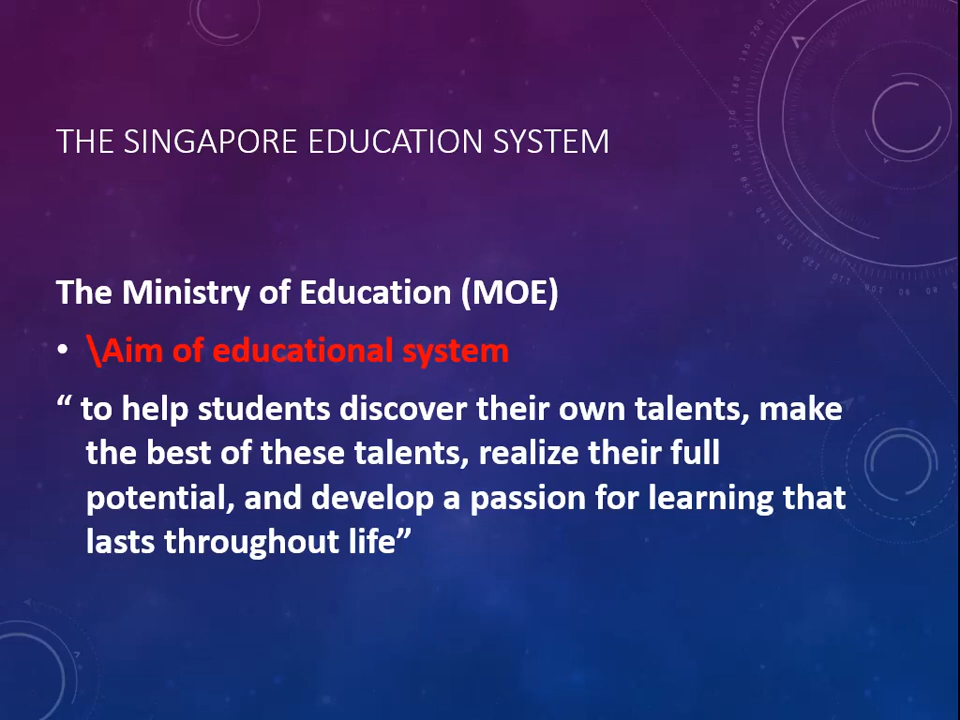 THE SINGAPORE EDUCATION SYSTEM
The Ministry of Education (MOE)
• \Aim of educational system
“ to help students discover their own talents, make
the best of these talents, realize their full
potential, and develop a passion for learning that
lasts throughout life”